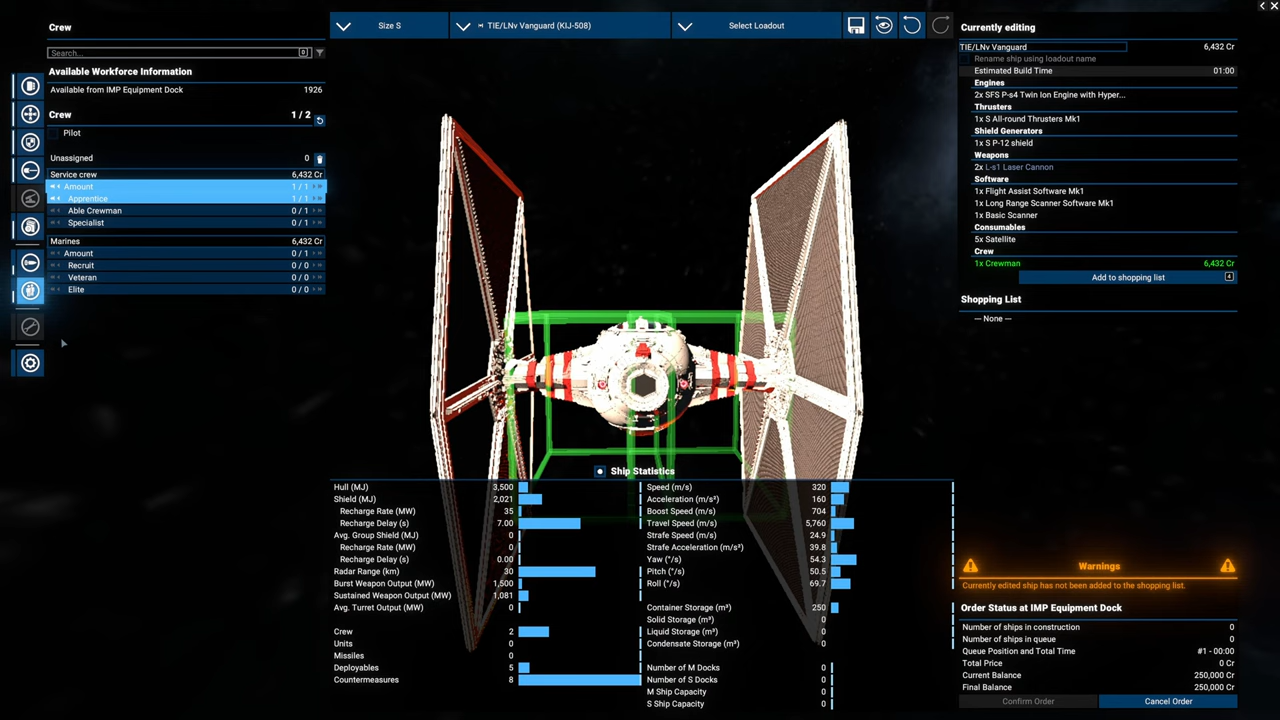 Crew
Search...
Available Workforce Information
Available from IMP Equipment Dock 1926
Crew 1 / 2
Pilot
Unassigned 0
Service crew 6,432 Cr
Amount 1 / 1
Apprentice 1 / 1
Able Crewman 0 / 1
Specialist 0 / 1
Marines 6,432 Cr
Amount 0 / 1
Recruit 0 / 0
Veteran 0 / 0
Elite 0 / 0
Size S
TIE/LNv Vanguard (KIJ-508)
Select Loadout
Ship Statistics
Hull (MJ) 3,500
Shield (MJ) 2,021
Recharge Rate (MW) 35
Recharge Delay (s) 7.00
Avg. Group Shield (MJ) 0
Recharge Rate (MW) 0
Recharge Delay (s) 0.00
Radar Range (km) 30
Burst Weapon Output (MW) 1,500
Sustained Weapon Output (MW) 1,081
Avg. Turret Output (MW) 0
Crew 2
Units 0
Missiles 0
Deployables 5
Countermeasures 8
Speed (m/s) 320
Acceleration (m/s²) 160
Boost Speed (m/s) 704
Travel Speed (m/s) 5,760
Strafe Speed (m/s) 24.9
Strafe Acceleration (m/s²) 39.8
Yaw (°/s) 54.3
Pitch (°/s) 50.5
Roll (°/s) 69.7
Container Storage (m³) 250
Solid Storage (m³) 0
Liquid Storage (m³) 0
Condensate Storage (m³) 0
Number of M Docks 0
Number of S Docks 0
M Ship Capacity 0
S Ship Capacity 0
Currently editing
TIE/LNv Vanguard 6,432 Cr
Rename ship using loadout name
Estimated Build Time 01:00
Engines
2x SFS P-s4 Twin Ion Engine with Hyper...
Thrusters
1x S All-round Thrusters Mk1
Shield Generators
1x S P-12 shield
Weapons
2x L-s1 Laser Cannon
Software
1x Flight Assist Software Mk1
1x Long Range Scanner Software Mk1
1x Basic Scanner
Consumables
5x Satellite
Crew
1x Crewman 6,432 Cr
Add to shopping list 4
Shopping List
--- None ---
Warnings
Currently edited ship has not been added to the shopping list.
Order Status at IMP Equipment Dock
Number of ships in construction 0
Number of ships in queue 0
Queue Position and Total Time #1 - 00:00
Total Price 0 Cr
Current Balance 250,000 Cr
Final Balance 250,000 Cr
Confirm Order
Cancel Order